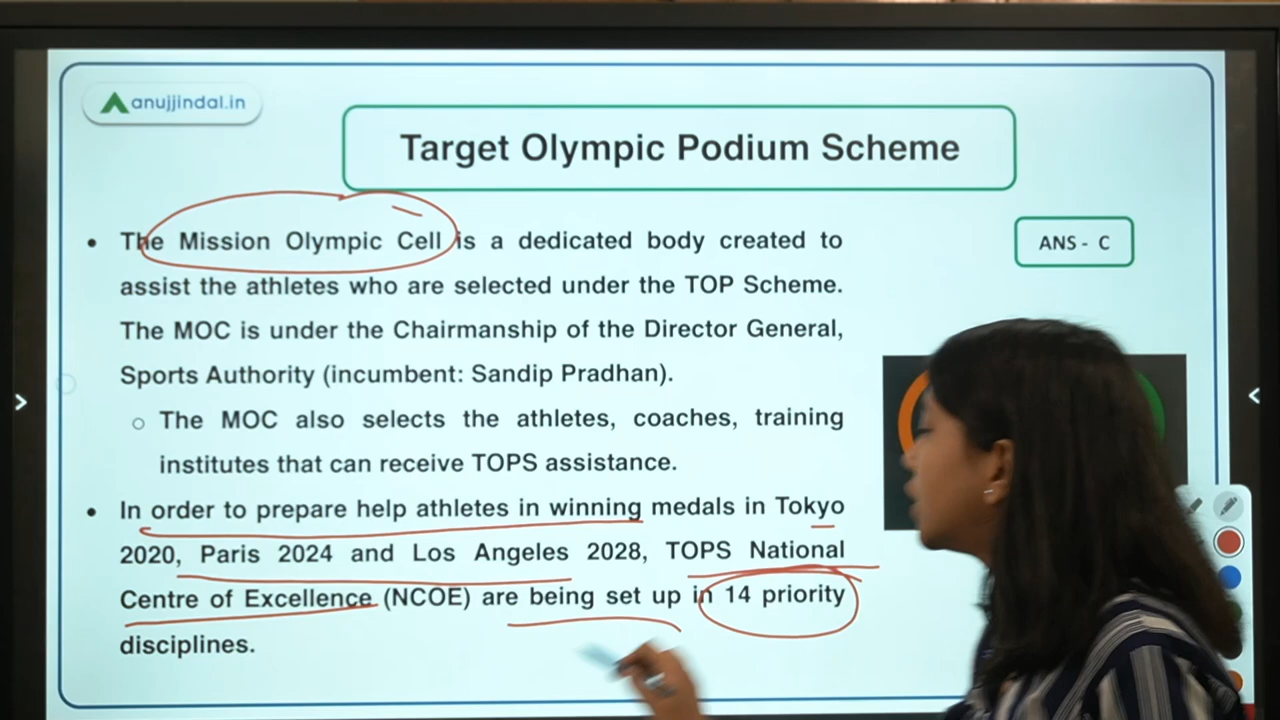 anujjindal.in
Target Olympic Podium Scheme
• The Mission Olympic Cell is a dedicated body created to
assist the athletes who are selected under the TOP Scheme.
The MOC is under the Chairmanship of the Director General,
Sports Authority (incumbent: Sandip Pradhan).
○ The MOC also selects the athletes, coaches, training
institutes that can receive TOPS assistance.
• In order to prepare help athletes in winning medals in Tokyo
2020, Paris 2024 and Los Angeles 2028, TOPS National
Centre of Excellence (NCOE) are being set up in 14 priority
disciplines.
ANS - C